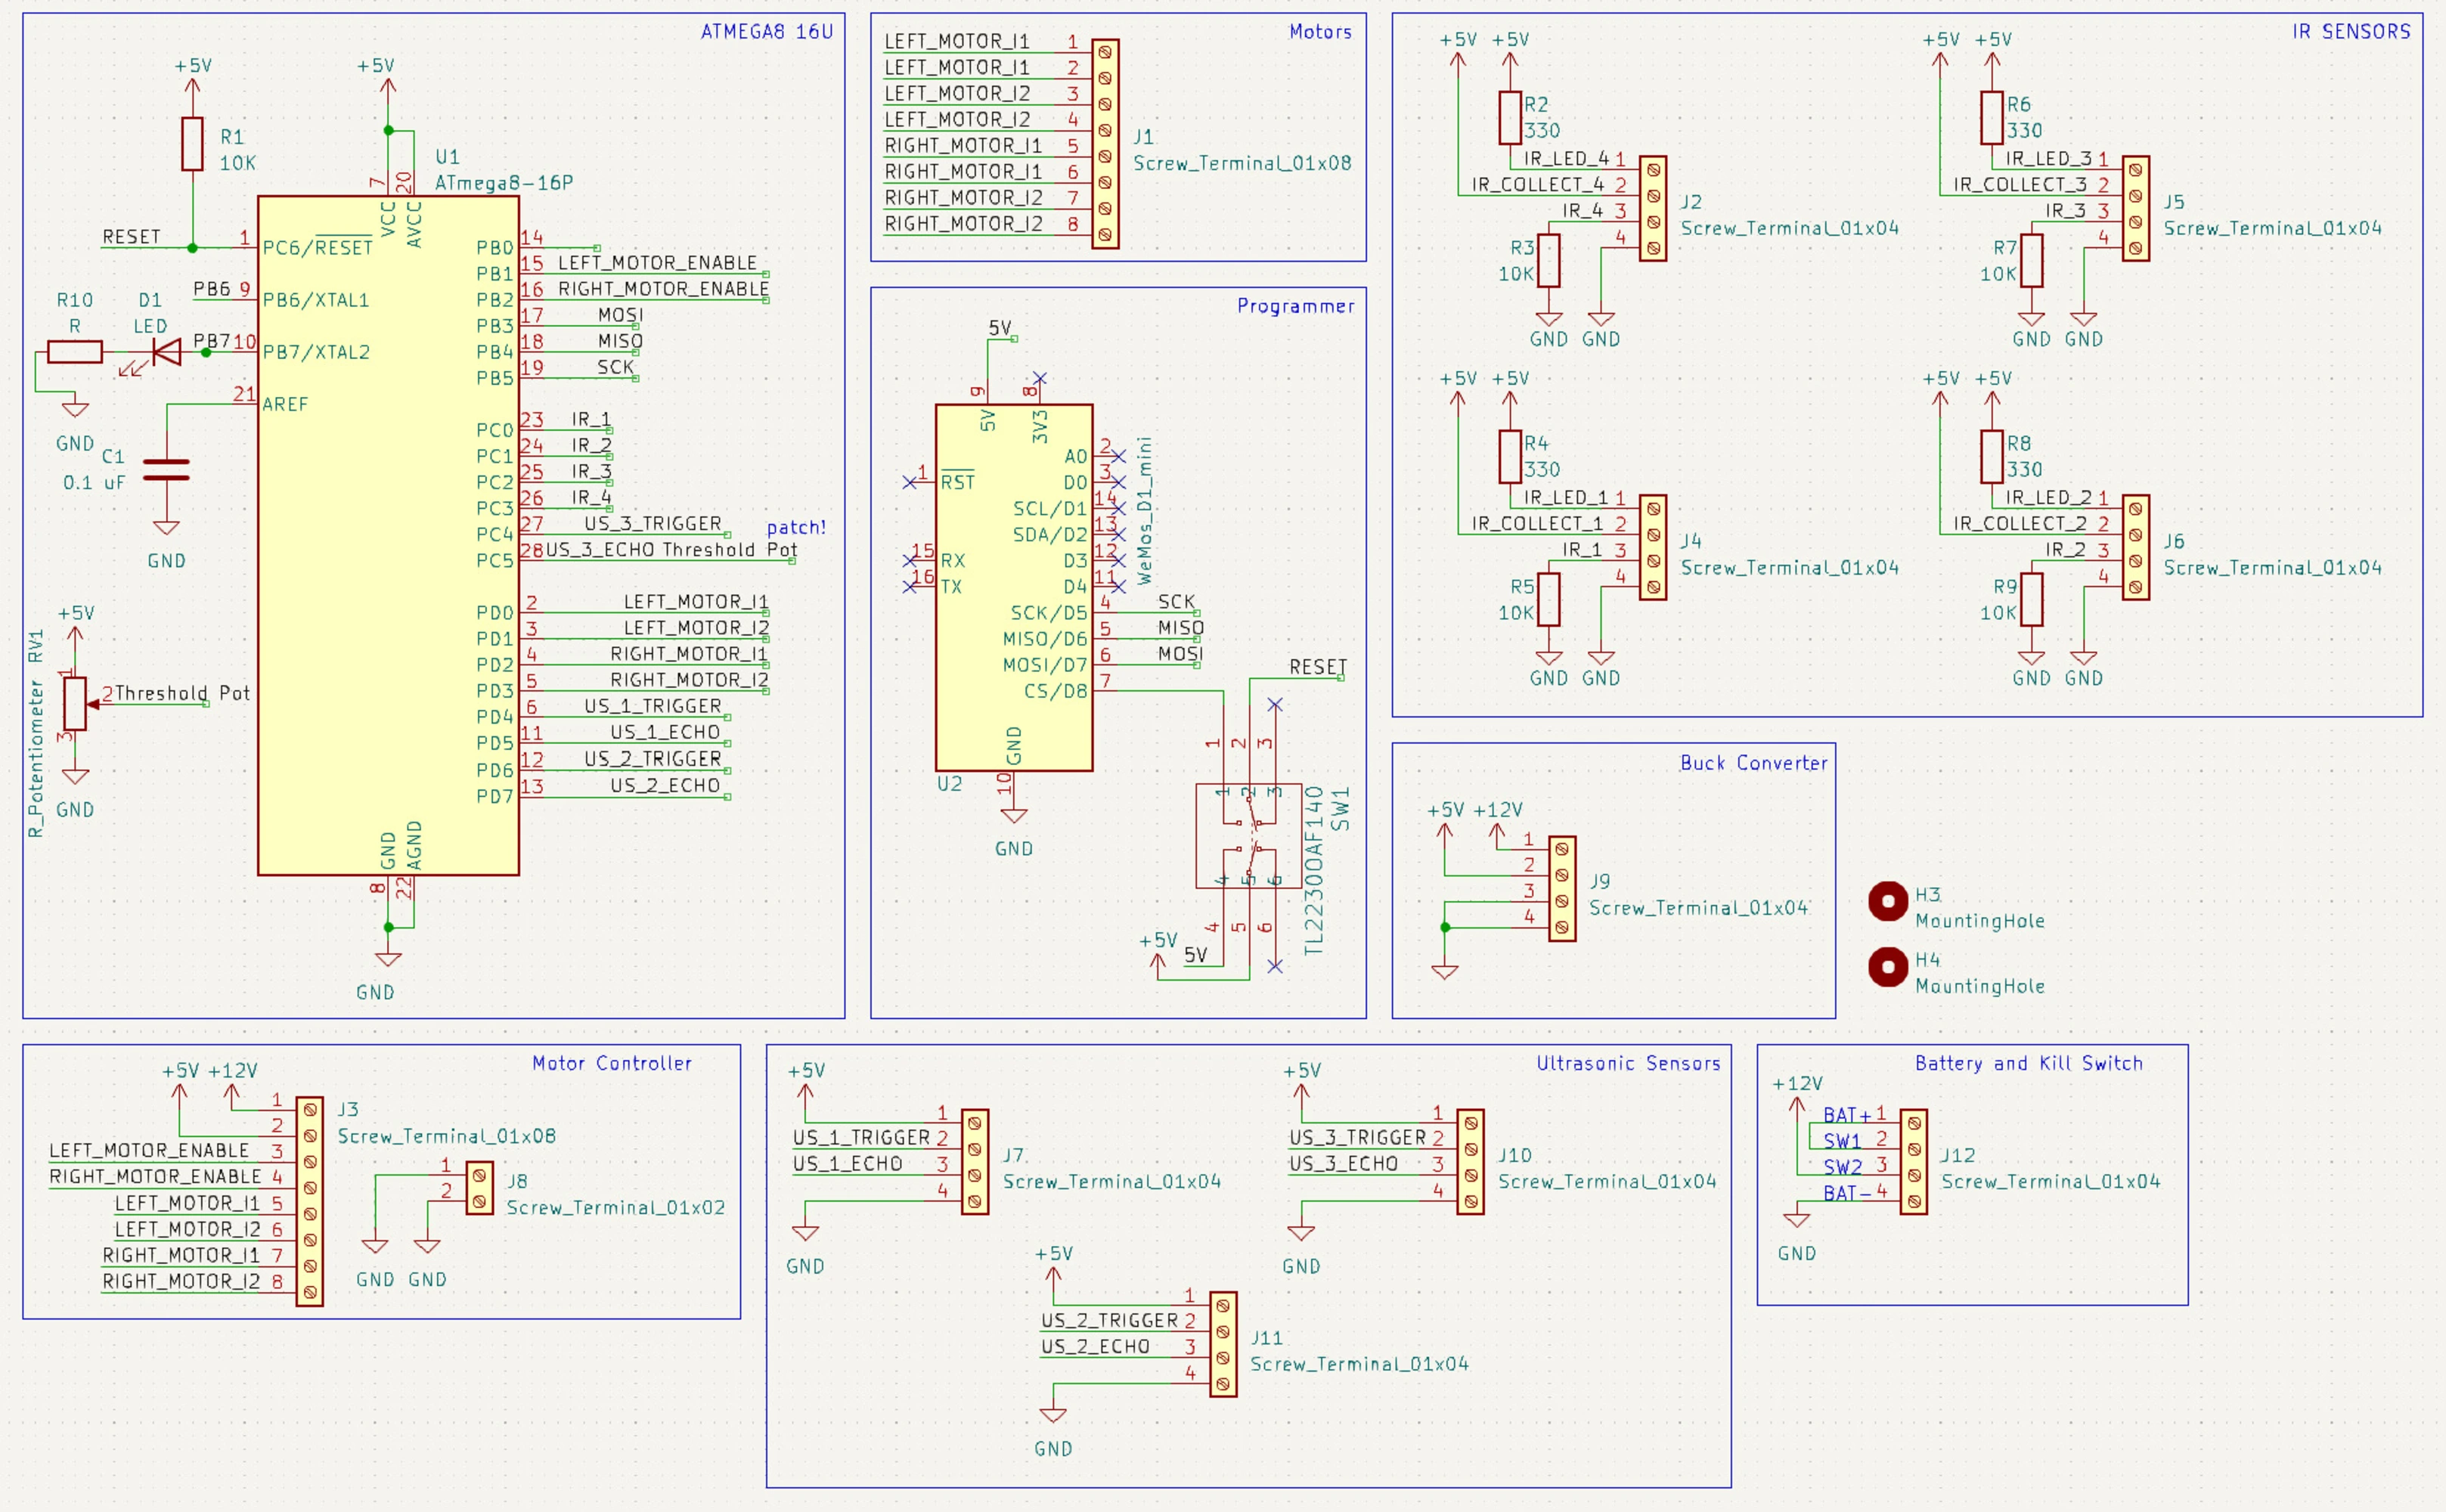 ATMEGA8 16U
+5V
+5V
R1
10K
U1
ATmega8-16P
7
20
VCC
AVCC
RESET
1
PC6/RESET
PB6
9
PB6/XTAL1
R10
R
D1
LED
PB7
10
PB7/XTAL2
GND
21
AREF
C1
0.1 uF
GND
+5V
R_Potentiometer
RV1
1
2
3
Threshold Pot
GND
PB0
14
PB1
15
LEFT_MOTOR_ENABLE
PB2
16
RIGHT_MOTOR_ENABLE
PB3
17
MOSI
PB4
18
MISO
PB5
19
SCK
PC0
23
IR_1
PC1
24
IR_2
PC2
25
IR_3
PC3
26
IR_4
PC4
27
US_3_TRIGGER
patch!
PC5
28
US_3_ECHO Threshold Pot
PD0
2
LEFT_MOTOR_I1
PD1
3
LEFT_MOTOR_I2
PD2
4
RIGHT_MOTOR_I1
PD3
5
RIGHT_MOTOR_I2
PD4
6
US_1_TRIGGER
PD5
11
US_1_ECHO
PD6
12
US_2_TRIGGER
PD7
13
US_2_ECHO
GND
AGND
8
22
GND
Motors
LEFT_MOTOR_I1 1
LEFT_MOTOR_I1 2
LEFT_MOTOR_I2 3
LEFT_MOTOR_I2 4
RIGHT_MOTOR_I1 5
RIGHT_MOTOR_I1 6
RIGHT_MOTOR_I2 7
RIGHT_MOTOR_I2 8
J1
Screw_Terminal_01x08
Programmer
5V
9
8
5V
3V3
1
RST
15
RX
16
TX
A0
2
D0
3
SCL/D1
14
SDA/D2
13
D3
12
D4
11
SCK/D5
4
SCK
MISO/D6
5
MISO
MOSI/D7
6
MOSI
CS/D8
7
WeMos_D1_mini
GND
U2
10
GND
RESET
1
2
3
1
2
3
4
5
6
4
5
6
TL2230OAF140
SW1
+5V
5V
IR SENSORS
+5V
+5V
R2
330
IR_LED_4 1
IR_COLLECT_4 2
IR_4 3
4
R3
10K
J2
Screw_Terminal_01x04
GND
GND
+5V
+5V
R6
330
IR_LED_3 1
IR_COLLECT_3 2
IR_3 3
4
R7
10K
J5
Screw_Terminal_01x04
GND
GND
+5V
+5V
R4
330
IR_LED_1 1
IR_COLLECT_1 2
IR_1 3
4
R5
10K
J4
Screw_Terminal_01x04
GND
GND
+5V
+5V
R8
330
IR_LED_2 1
IR_COLLECT_2 2
IR_2 3
4
R9
10K
J6
Screw_Terminal_01x04
GND
GND
Buck Converter
+5V
+12V
1
2
3
4
J9
Screw_Terminal_01x04
H3
MountingHole
H4
MountingHole
Motor Controller
+5V
+12V
1
2
LEFT_MOTOR_ENABLE 3
RIGHT_MOTOR_ENABLE 4
LEFT_MOTOR_I1 5
LEFT_MOTOR_I2 6
RIGHT_MOTOR_I1 7
RIGHT_MOTOR_I2 8
J3
Screw_Terminal_01x08
1
2
J8
Screw_Terminal_01x02
GND
GND
Ultrasonic Sensors
+5V
1
US_1_TRIGGER 2
US_1_ECHO 3
4
J7
Screw_Terminal_01x04
GND
+5V
1
US_3_TRIGGER 2
US_3_ECHO 3
4
J10
Screw_Terminal_01x04
GND
+5V
1
US_2_TRIGGER 2
US_2_ECHO 3
4
J11
Screw_Terminal_01x04
GND
Battery and Kill Switch
+12V
BAT+ 1
SW1 2
SW2 3
BAT- 4
J12
Screw_Terminal_01x04
GND